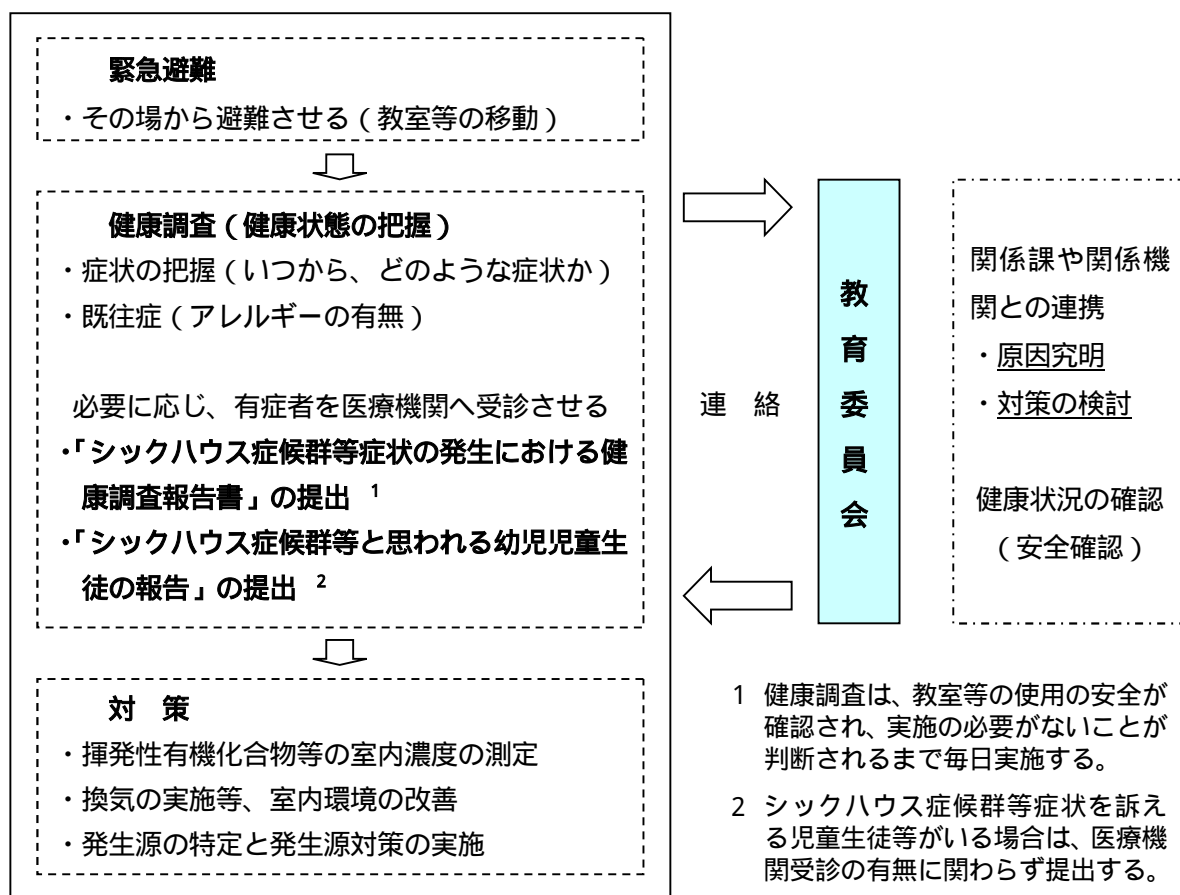 緊急避難
・その場から避難させる（教室等の移動）
健康調査（健康状態の把握）
・症状の把握（いつから、どのような症状か）
・既往症（アレルギーの有無）
必要に応じ、有症者を医療機関へ受診させる
・「シックハウス症候群等症状の発生における健
康調査報告書」の提出 1
・「シックハウス症候群等と思われる幼児児童生
徒の報告」の提出 2
対　策
・揮発性有機化合物等の室内濃度の測定
・換気の実施等、室内環境の改善
・発生源の特定と発生源対策の実施
連　絡
教
育
委
員
会
関係課や関係機
関との連携
・原因究明
・対策の検討
健康状況の確認
（安全確認）
1 健康調査は、教室等の使用の安全が
確認され、実施の必要がないことが
判断されるまで毎日実施する。
2 シックハウス症候群等症状を訴え
る児童生徒等がいる場合は、医療機
関受診の有無に関わらず提出する。